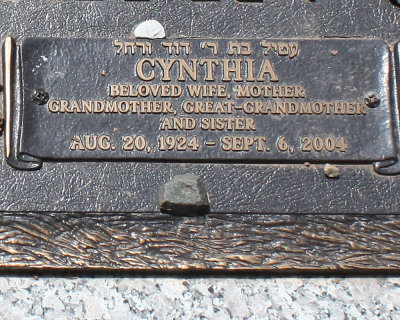 עטיל בת ר' דוד ורחל
CYNTHIA
BELOVED WIFE, MOTHER
GRANDMOTHER, GREAT-GRANDMOTHER
AND SISTER
AUG. 20, 1924 – SEPT. 6, 2004